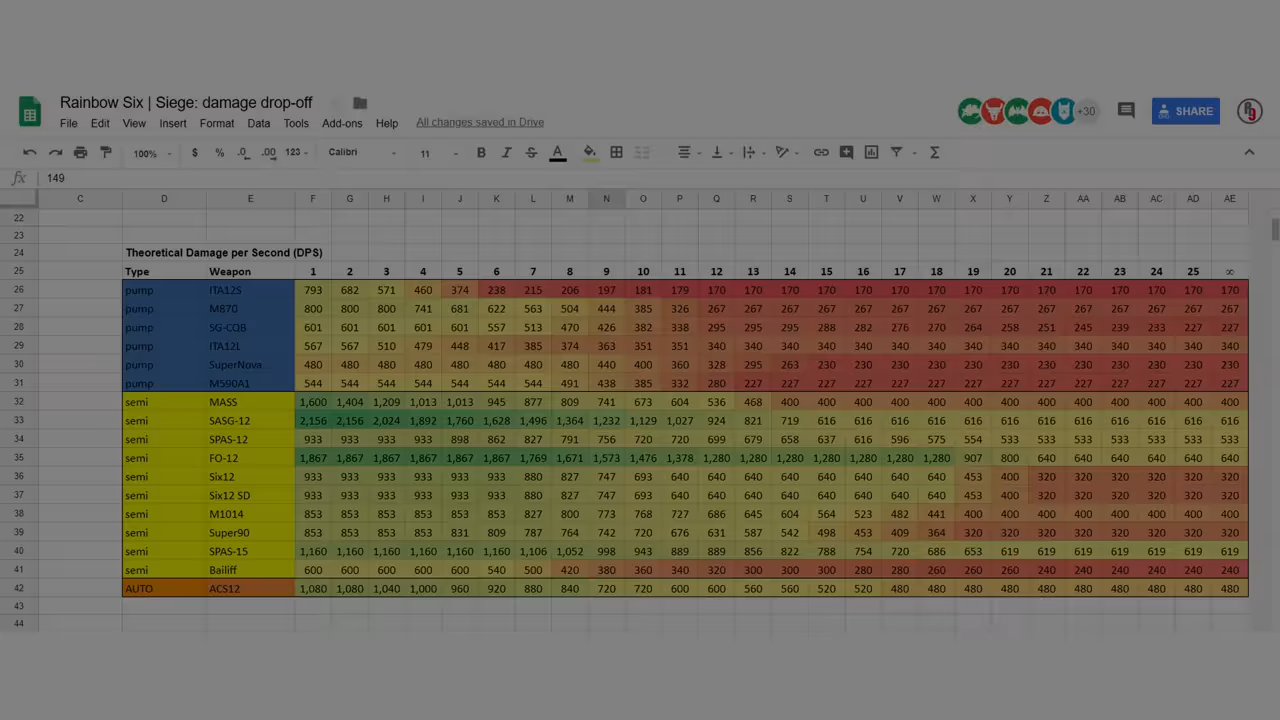 Rainbow Six | Siege: damage drop-off
+30
SHARE
File Edit View Insert Format Data Tools Add-ons Help All changes saved in Drive
100% $ % .0 .00 123 Calibri 11 B I S A Σ
fx 149
C D E F G H I J K L M N O P Q R S T U V W X Y Z AA AB AC AD AE
22
23
24 Theoretical Damage per Second (DPS)
25 Type Weapon 1 2 3 4 5 6 7 8 9 10 11 12 13 14 15 16 17 18 19 20 21 22 23 24 25 ∞
26 pump ITA12S 793 682 571 460 374 238 215 206 197 181 179 170 170 170 170 170 170 170 170 170 170 170 170 170 170 170
27 pump M870 800 800 800 741 681 622 563 504 444 385 326 267 267 267 267 267 267 267 267 267 267 267 267 267 267 267
28 pump SG-CQB 601 601 601 601 601 557 513 470 426 382 338 295 295 295 288 282 276 270 264 258 251 245 239 233 227 227
29 pump ITA12L 567 567 510 479 448 417 385 374 363 351 351 340 340 340 340 340 340 340 340 340 340 340 340 340 340 340
30 pump SuperNova 480 480 480 480 480 480 480 480 440 400 360 328 295 263 230 230 230 230 230 230 230 230 230 230 230 230
31 pump M590A1 544 544 544 544 544 544 544 491 438 385 332 280 227 227 227 227 227 227 227 227 227 227 227 227 227 227
32 semi MASS 1,600 1,404 1,209 1,013 1,013 945 877 809 741 673 604 536 468 400 400 400 400 400 400 400 400 400 400 400 400 400
33 semi SASG-12 2,156 2,156 2,024 1,892 1,760 1,628 1,496 1,364 1,232 1,129 1,027 924 821 719 616 616 616 616 616 616 616 616 616 616 616 616
34 semi SPAS-12 933 933 933 933 898 862 827 791 756 720 720 699 679 658 637 616 596 575 554 533 533 533 533 533 533 533
35 semi FO-12 1,867 1,867 1,867 1,867 1,867 1,867 1,769 1,671 1,573 1,476 1,378 1,280 1,280 1,280 1,280 1,280 1,280 1,280 907 800 640 640 640 640 640 640
36 semi Six12 933 933 933 933 933 933 880 827 747 693 640 640 640 640 640 640 640 640 453 400 320 320 320 320 320 320
37 semi Six12 SD 933 933 933 933 933 933 880 827 747 693 640 640 640 640 640 640 640 640 453 400 320 320 320 320 320 320
38 semi M1014 853 853 853 853 853 853 827 800 773 768 727 686 645 604 564 523 482 441 400 400 400 400 400 400 400 400
39 semi Super90 853 853 853 853 831 809 787 764 742 720 676 631 587 542 498 453 409 364 320 320 320 320 320 320 320 320
40 semi SPAS-15 1,160 1,160 1,160 1,160 1,160 1,160 1,106 1,052 998 943 889 889 856 822 788 754 720 686 653 619 619 619 619 619 619 619
41 semi Bailiff 600 600 600 600 600 540 500 420 380 360 340 320 300 300 300 280 280 260 260 260 240 240 240 240 240 240
42 AUTO ACS12 1,080 1,080 1,040 1,000 960 920 880 840 720 720 600 600 560 560 520 520 480 480 480 480 480 480 480 480 480 480
43
44